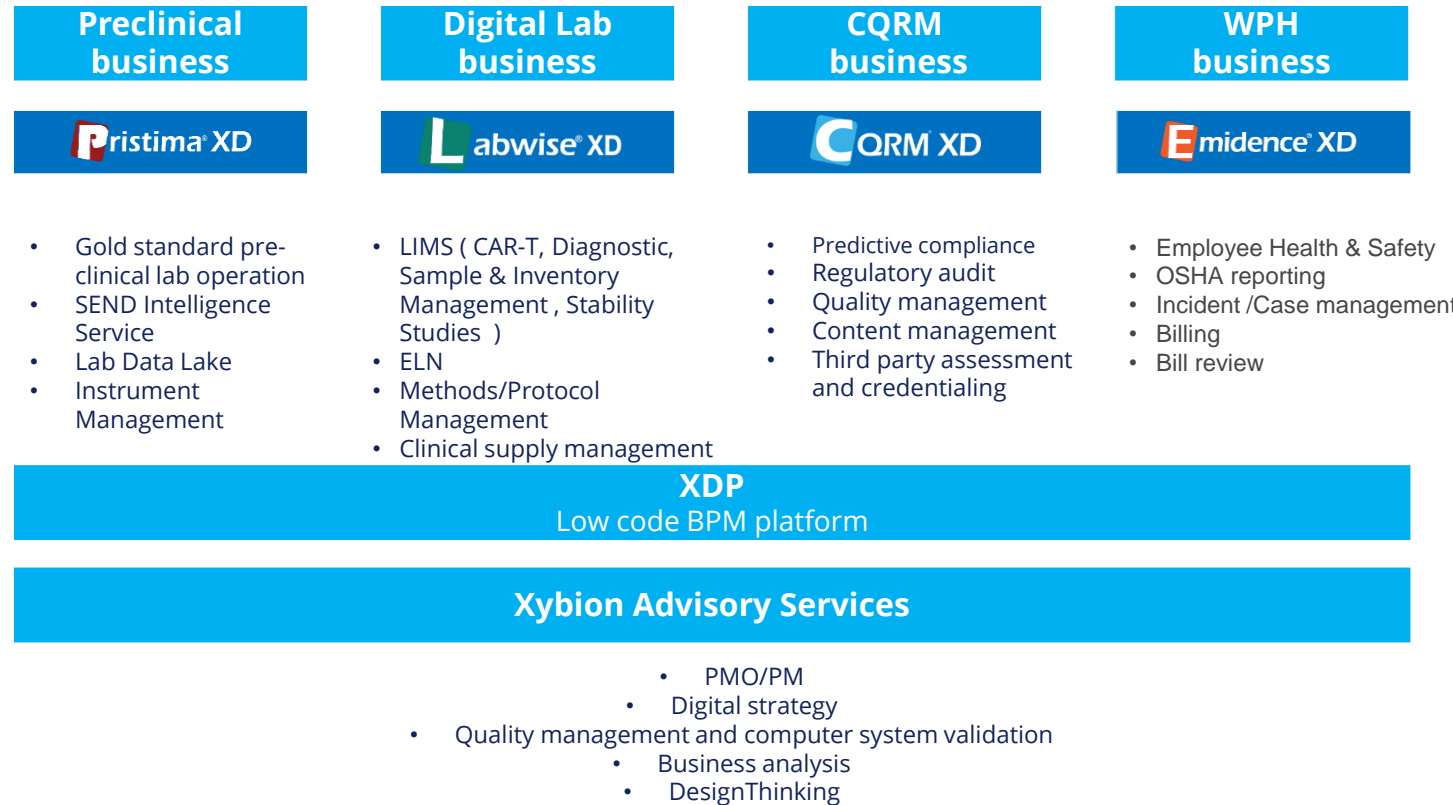 Preclinical
business
Digital Lab
business
CQRM
business
WPH
business
Pristima® XD
Labwise® XD
CQRM XD
Emidence® XD
• Gold standard pre-
clinical lab operation
• SEND Intelligence
Service
• Lab Data Lake
• Instrument
Management
• LIMS ( CAR-T, Diagnostic,
Sample & Inventory
Management , Stability
Studies )
• ELN
• Methods/Protocol
Management
• Clinical supply management
• Predictive compliance
• Regulatory audit
• Quality management
• Content management
• Third party assessment
and credentialing
• Employee Health & Safety
• OSHA reporting
• Incident /Case management
• Billing
• Bill review
XDP
Low code BPM platform
Xybion Advisory Services
• PMO/PM
• Digital strategy
• Quality management and computer system validation
• Business analysis
• DesignThinking